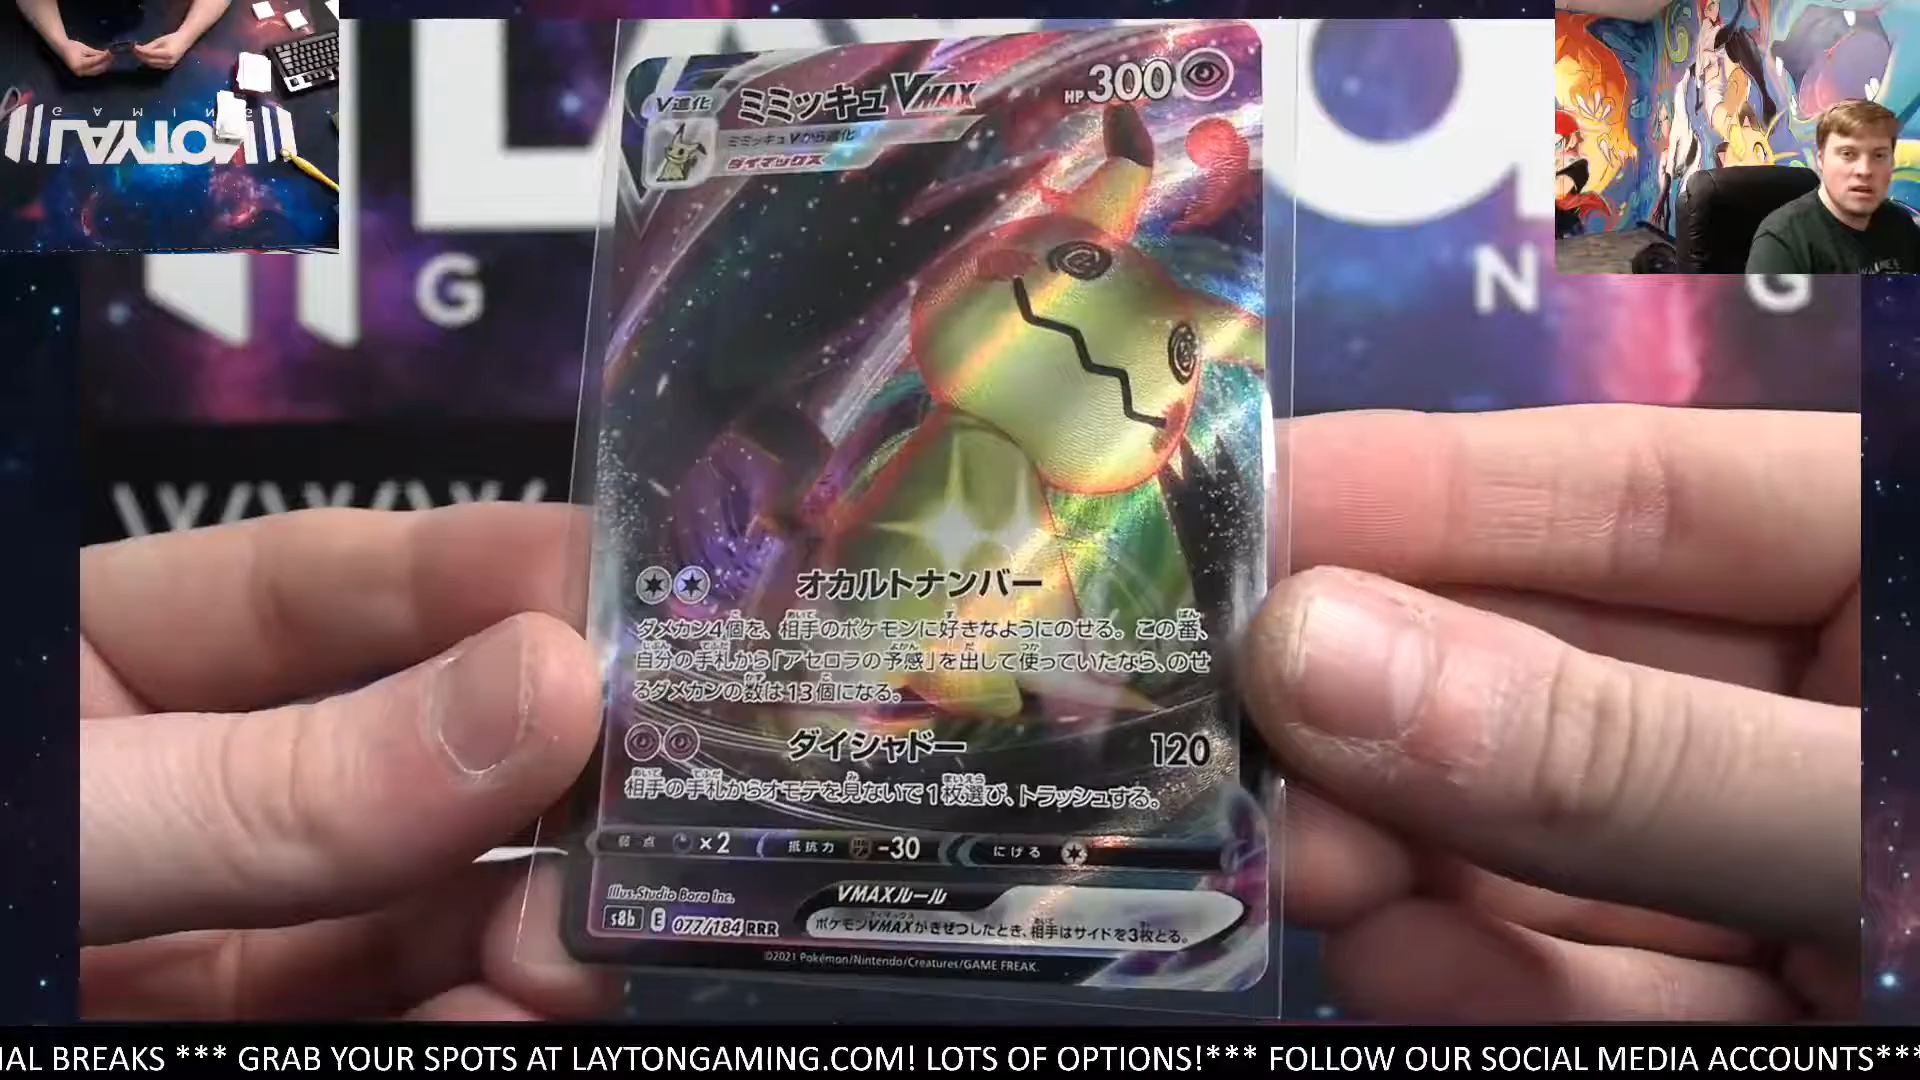 GAMING
LAYTON
V進化
ミミッキュVMAX
HP300
ミミッキュVから進化
ダイマックス
G
N
G
オカルトナンバー
ダメカン4個を、相手のポケモンに好きなようにのせる。この番、
自分の手札から「アセロラの予感」を出して使っていたなら、のせ
るダメカンの数は13個になる。
ダイシャドー 120
相手の手札からオモテを見ないで1枚選び、トラッシュする。
弱点 ×2 抵抗力 -30 にげる
Illus.Studio Bora Inc.
VMAXルール
s8b E 077/184 RRR
ポケモンVMAXがきぜつしたとき、相手はサイドを3枚とる。
©2021 Pokémon/Nintendo/Creatures/GAME FREAK.
IAL BREAKS *** GRAB YOUR SPOTS AT LAYTONGAMING.COM! LOTS OF OPTIONS!*** FOLLOW OUR SOCIAL MEDIA ACCOUNTS***